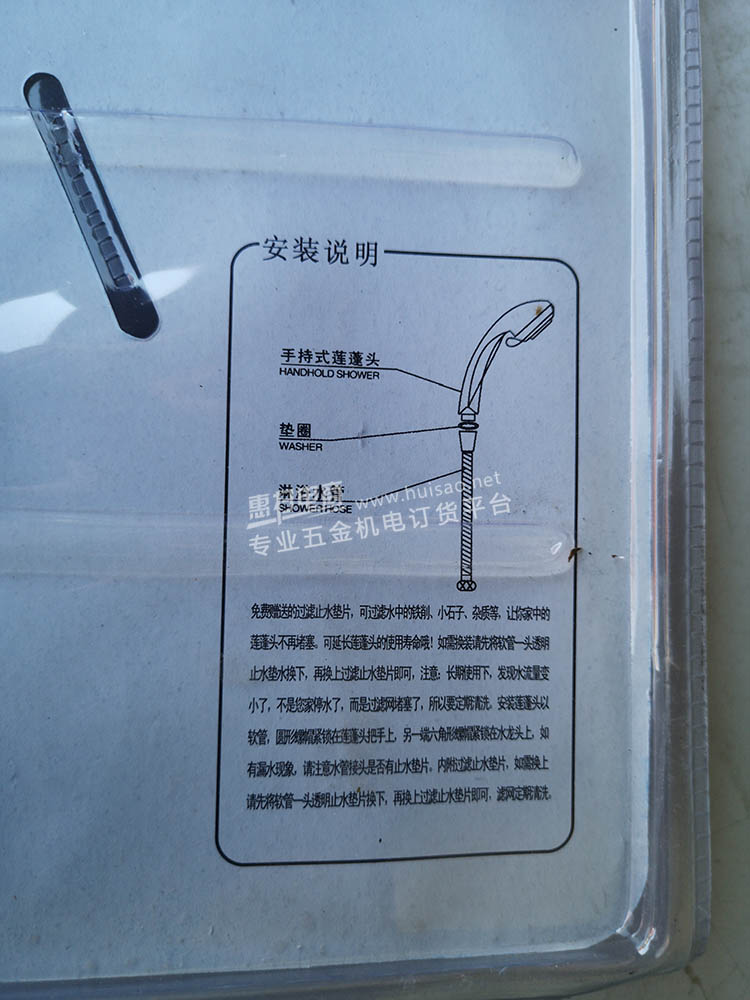 安装说明
手持式莲蓬头
HANDHOLD SHOWER
垫圈
WASHER
淋浴水管
SHOWER HOSE
www.huisao.net
专业五金机电订货平台
免费赠送的过滤止水垫片，可过滤水中的铁削、小石子、杂质等，让你家中的
莲蓬头不再堵塞。可延长莲蓬头的使用寿命哦！如需换装请先将软管一头透明
止水垫水换下，再换上过滤止水垫片即可，注意：长期使用下，发现水流量变
小了，不是您家停水了，而是过滤网堵塞了，所以要定期清洗。安装莲蓬头以
软管，圆形螺帽紧锁在莲蓬头把手上，另一端六角形螺帽紧锁在水龙头上，如
有漏水现象，请注意水管接头是否有止水垫片。内附过滤止水垫片，如需换上
请先将软管一头透明止水垫片换下，再换上过滤止水垫片即可，滤网定期清洗。